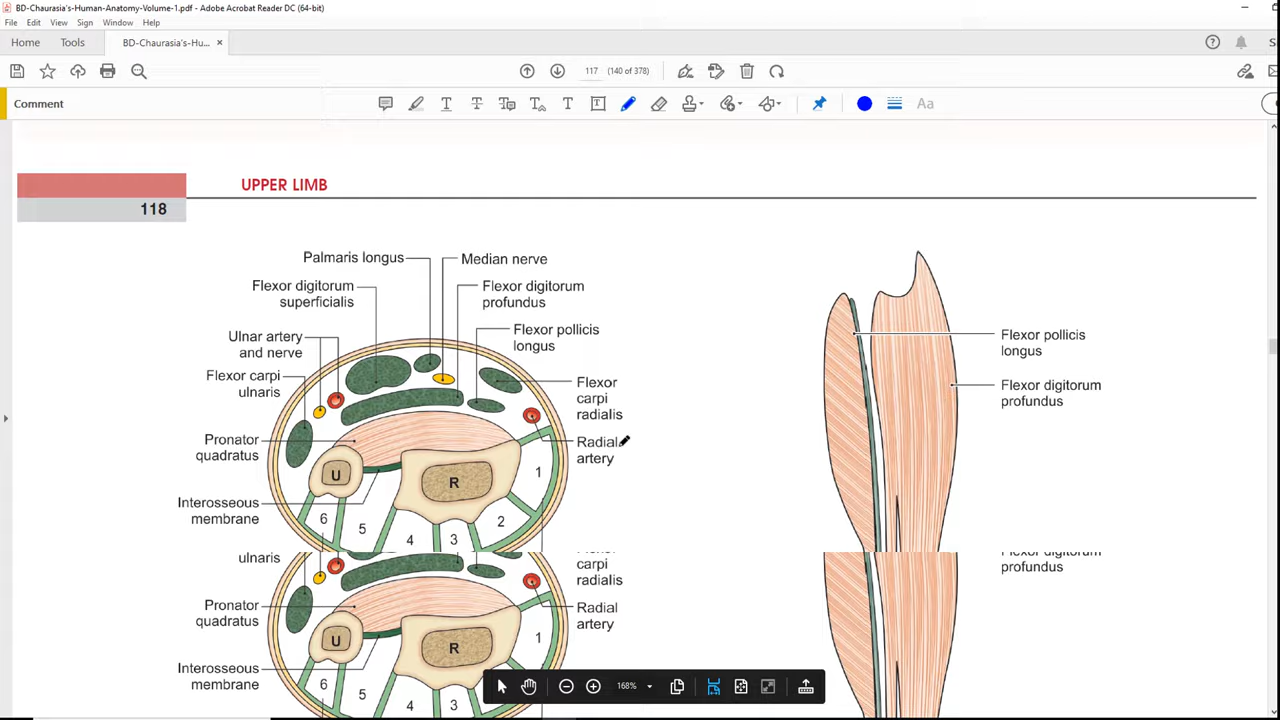 BD-Chaurasia's-Human-Anatomy-Volume-1.pdf - Adobe Acrobat Reader DC (64-bit)
File Edit View Sign Window Help
Home Tools BD-Chaurasia's-Hu... ×
117 (140 of 378)
Comment
Aa
UPPER LIMB
118
Palmaris longus
Median nerve
Flexor digitorum
superficialis
Flexor digitorum
profundus
Ulnar artery
and nerve
Flexor pollicis
longus
Flexor carpi
ulnaris
Flexor
carpi
radialis
Pronator
quadratus
Radial
artery
Interosseous
membrane
U
R
1
2
3
4
5
6
Flexor pollicis
longus
Flexor digitorum
profundus
ulnaris
carpi
radialis
Pronator
quadratus
Radial
artery
Interosseous
membrane
U
R
1
6
5
4
3
profundus
168%